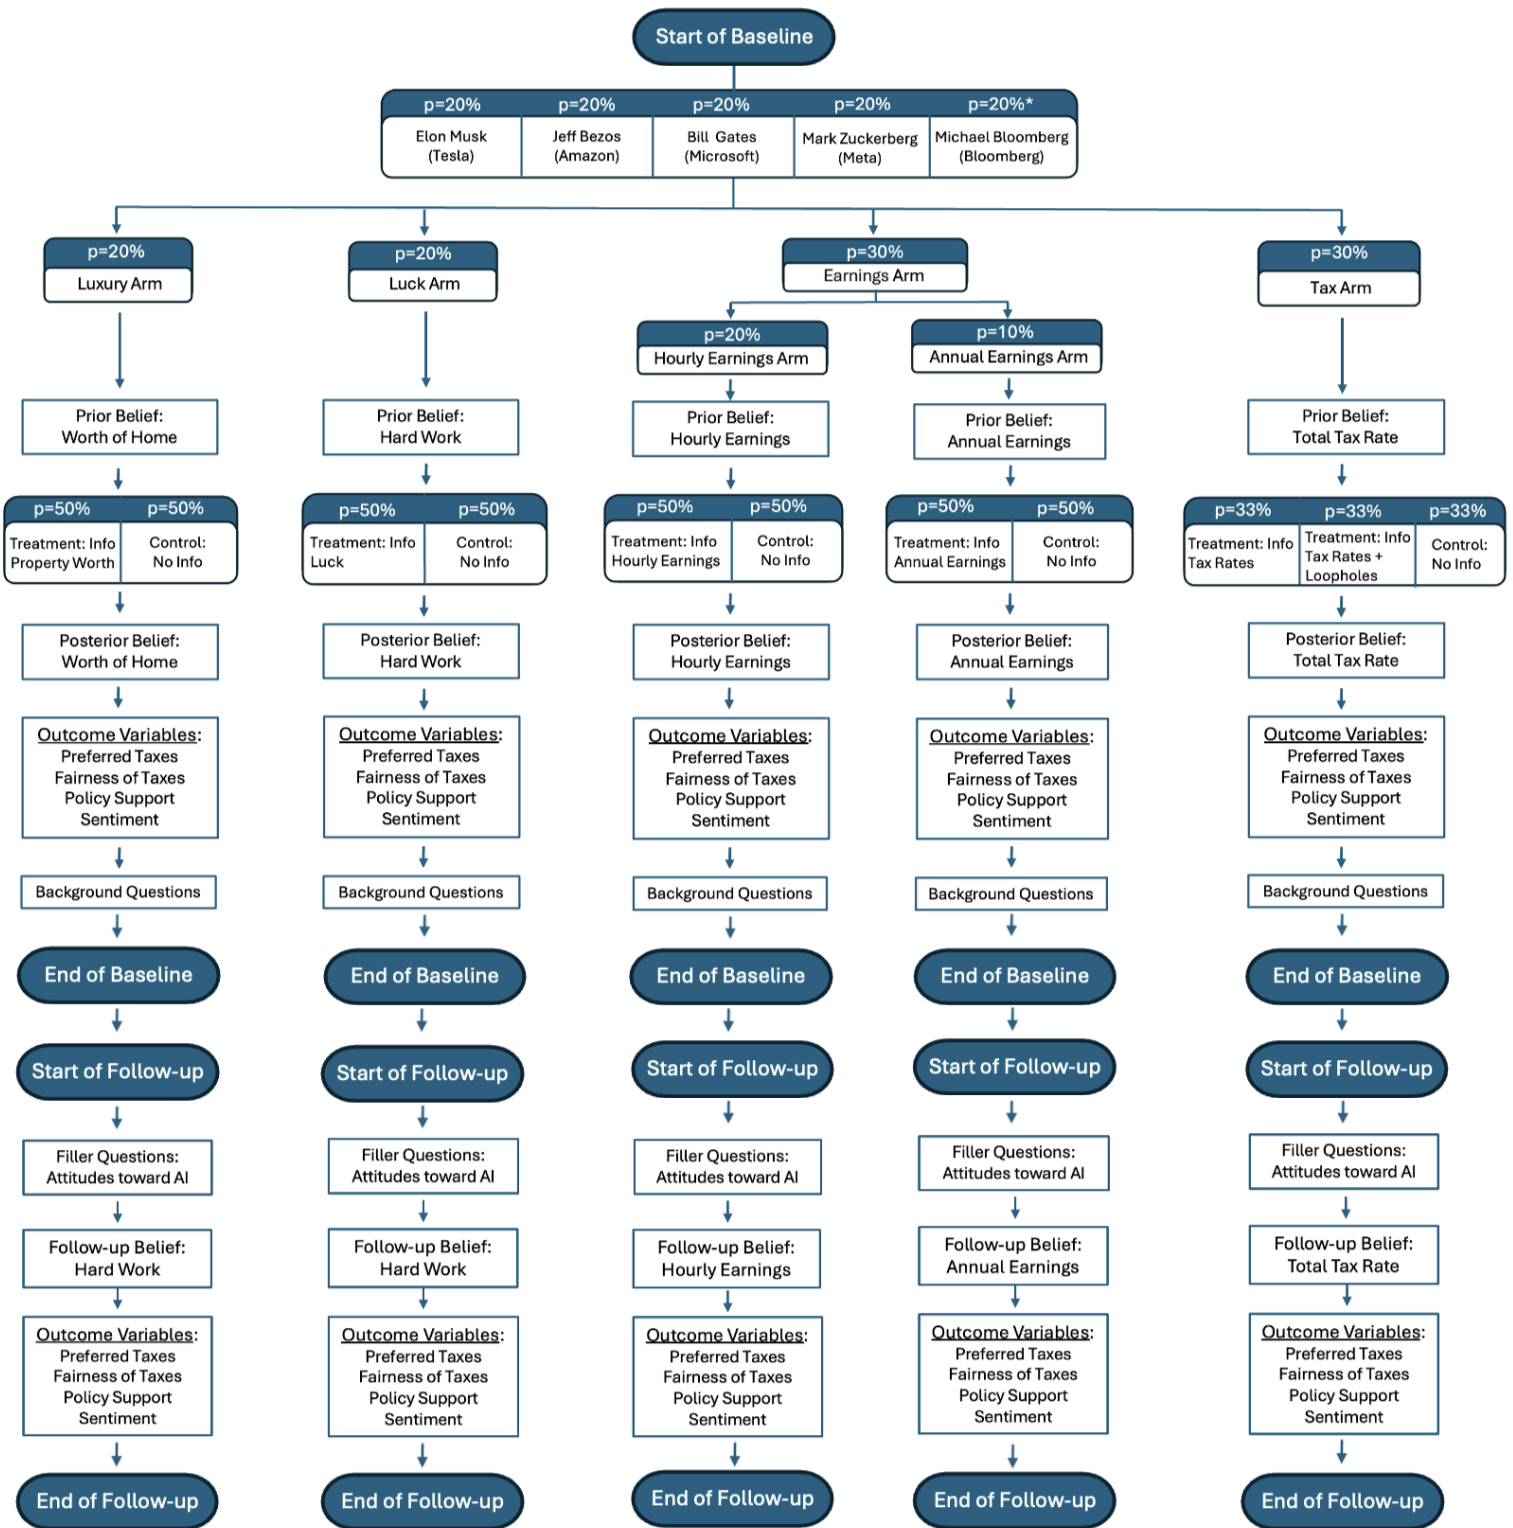 Start of Baseline
p=20%
p=20%
p=20%
p=20%
p=20%*
Elon Musk
(Tesla)
Jeff Bezos
(Amazon)
Bill Gates
(Microsoft)
Mark Zuckerberg
(Meta)
Michael Bloomberg
(Bloomberg)
p=20%
Luxury Arm
p=20%
Luck Arm
p=30%
Earnings Arm
p=30%
Tax Arm
p=20%
Hourly Earnings Arm
p=10%
Annual Earnings Arm
Prior Belief:
Worth of Home
Prior Belief:
Hard Work
Prior Belief:
Hourly Earnings
Prior Belief:
Annual Earnings
Prior Belief:
Total Tax Rate
p=50%
p=50%
Treatment: Info
Property Worth
Control:
No Info
p=50%
p=50%
Treatment: Info
Luck
Control:
No Info
p=50%
p=50%
Treatment: Info
Hourly Earnings
Control:
No Info
p=50%
p=50%
Treatment: Info
Annual Earnings
Control:
No Info
p=33%
p=33%
p=33%
Treatment: Info
Tax Rates
Treatment: Info
Tax Rates +
Loopholes
Control:
No Info
Posterior Belief:
Worth of Home
Posterior Belief:
Hard Work
Posterior Belief:
Hourly Earnings
Posterior Belief:
Annual Earnings
Posterior Belief:
Total Tax Rate
Outcome Variables:
Preferred Taxes
Fairness of Taxes
Policy Support
Sentiment
Outcome Variables:
Preferred Taxes
Fairness of Taxes
Policy Support
Sentiment
Outcome Variables:
Preferred Taxes
Fairness of Taxes
Policy Support
Sentiment
Outcome Variables:
Preferred Taxes
Fairness of Taxes
Policy Support
Sentiment
Outcome Variables:
Preferred Taxes
Fairness of Taxes
Policy Support
Sentiment
Background Questions
Background Questions
Background Questions
Background Questions
Background Questions
End of Baseline
End of Baseline
End of Baseline
End of Baseline
End of Baseline
Start of Follow-up
Start of Follow-up
Start of Follow-up
Start of Follow-up
Start of Follow-up
Filler Questions:
Attitudes toward AI
Filler Questions:
Attitudes toward AI
Filler Questions:
Attitudes toward AI
Filler Questions:
Attitudes toward AI
Filler Questions:
Attitudes toward AI
Follow-up Belief:
Hard Work
Follow-up Belief:
Hard Work
Follow-up Belief:
Hourly Earnings
Follow-up Belief:
Annual Earnings
Follow-up Belief:
Total Tax Rate
Outcome Variables:
Preferred Taxes
Fairness of Taxes
Policy Support
Sentiment
Outcome Variables:
Preferred Taxes
Fairness of Taxes
Policy Support
Sentiment
Outcome Variables:
Preferred Taxes
Fairness of Taxes
Policy Support
Sentiment
Outcome Variables:
Preferred Taxes
Fairness of Taxes
Policy Support
Sentiment
Outcome Variables:
Preferred Taxes
Fairness of Taxes
Policy Support
Sentiment
End of Follow-up
End of Follow-up
End of Follow-up
End of Follow-up
End of Follow-up